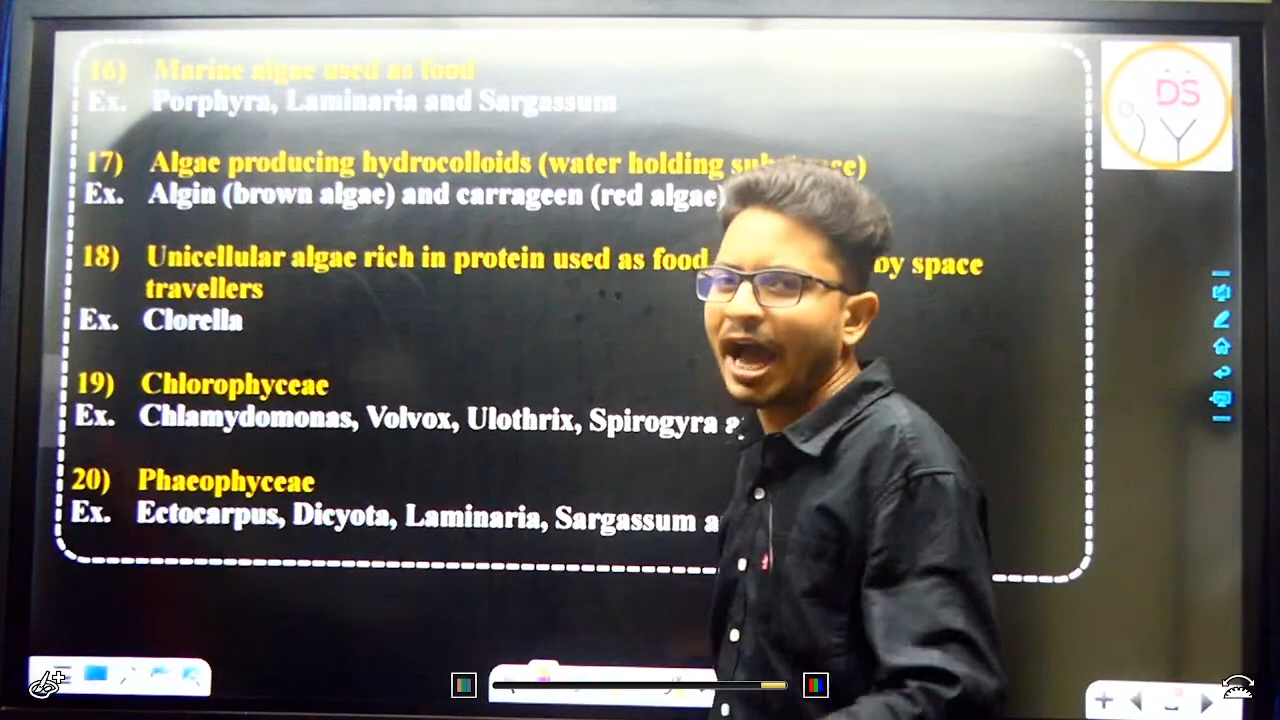 16) Marine algae used as food
Ex. Porphyra, Laminaria and Sargassum
17) Algae producing hydrocolloids (water holding substance)
Ex. Algin (brown algae) and carrageen (red algae)
18) Unicellular algae rich in protein used as food by space
travellers
Ex. Clorella
19) Chlorophyceae
Ex. Chlamydomonas, Volvox, Ulothrix, Spirogyra
20) Phaeophyceae
Ex. Ectocarpus, Dicyota, Laminaria, Sargassum
DS